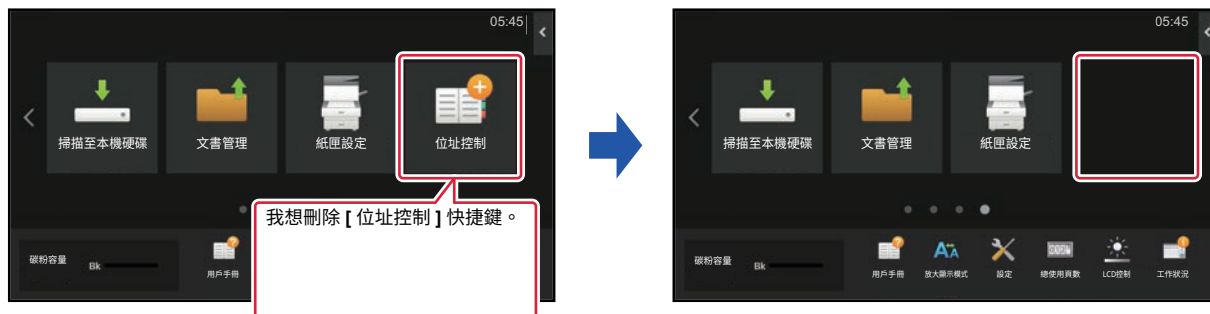 05:45
掃描至本機硬碟
文書管理
紙匣設定
位址控制
我想刪除 [ 位址控制 ] 快捷鍵。
碳粉容量
Bk
用戶手冊
05:45
掃描至本機硬碟
文書管理
紙匣設定
碳粉容量
Bk
用戶手冊
放大顯示模式
設定
總使用頁數
LCD控制
工作狀況